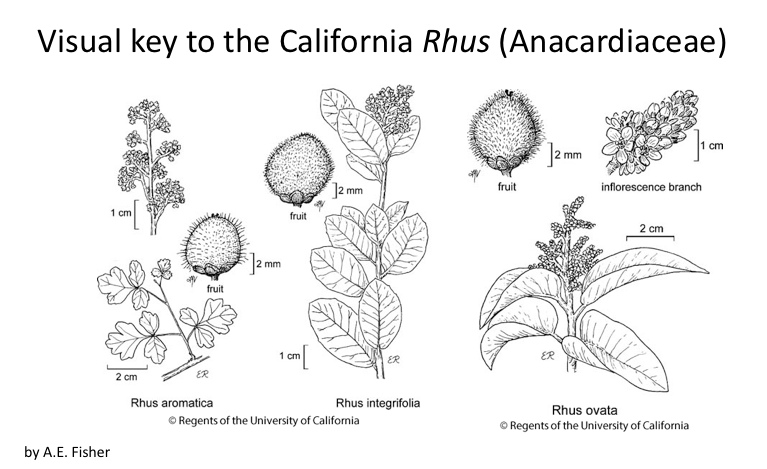 Visual key to the California Rhus (Anacardiaceae)
1 cm
2 mm
fruit
2 cm
ER
Rhus aromatica
2 mm
fruit
1 cm
ER
Rhus integrifolia
© Regents of the University of California
2 mm
fruit
1 cm
inflorescence branch
2 cm
ER
Rhus ovata
© Regents of the University of California
by A.E. Fisher